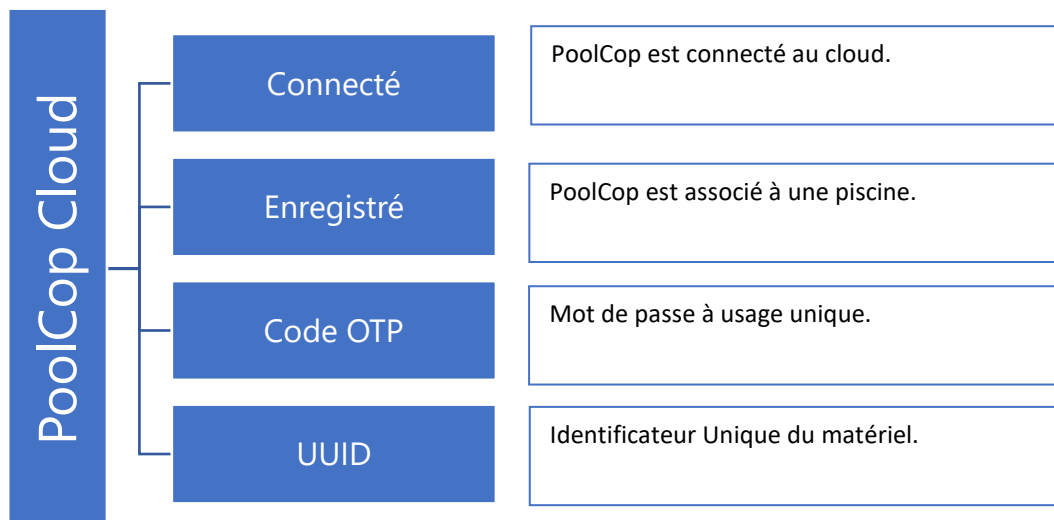 PoolCop Cloud
Connecté
PoolCop est connecté au cloud.
Enregistré
PoolCop est associé à une piscine.
Code OTP
Mot de passe à usage unique.
UUID
Identificateur Unique du matériel.